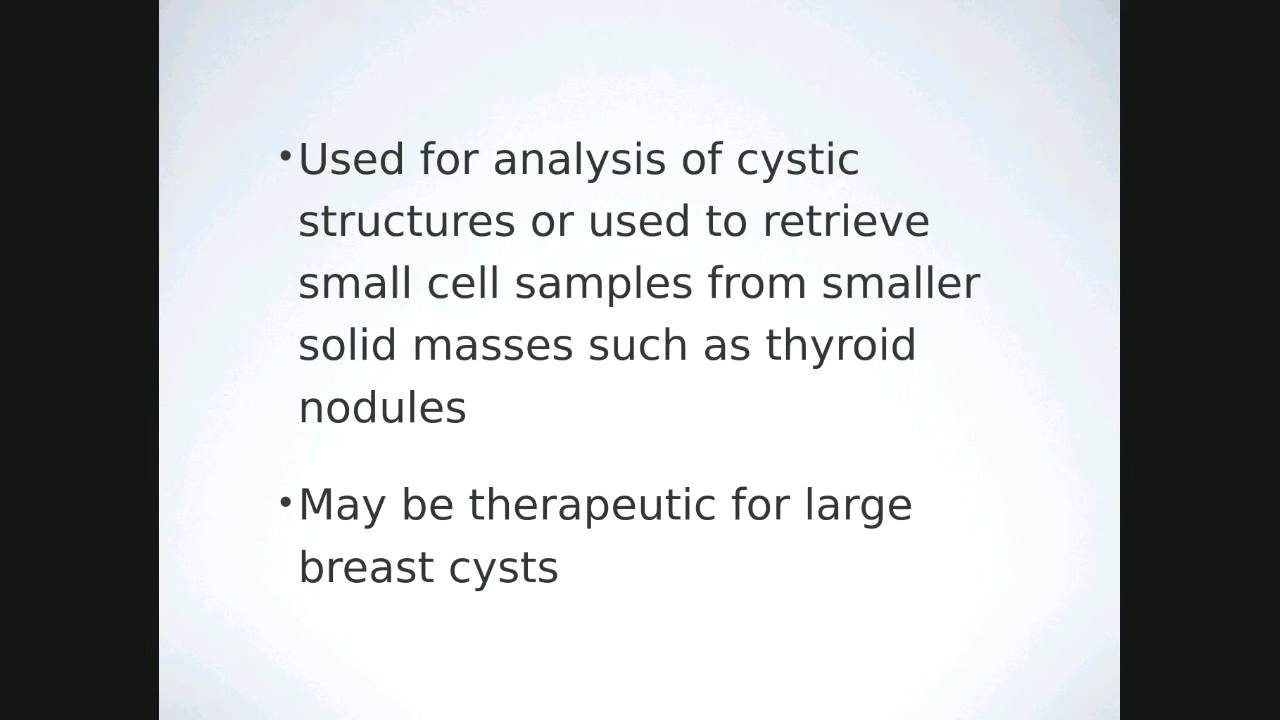 •Used for analysis of cystic
structures or used to retrieve
small cell samples from smaller
solid masses such as thyroid
nodules
•May be therapeutic for large
breast cysts